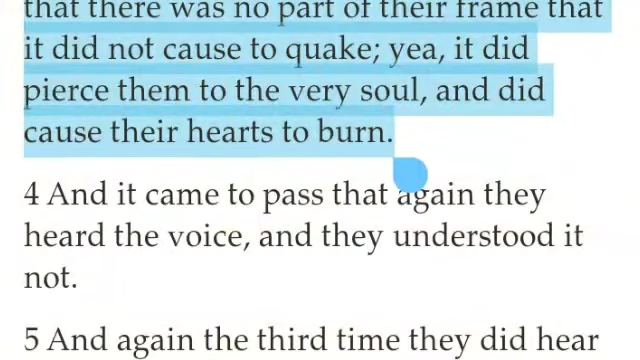 that there was no part of their frame that
it did not cause to quake; yea, it did
pierce them to the very soul, and did
cause their hearts to burn.
4 And it came to pass that again they
heard the voice, and they understood it
not.
5 And again the third time they did hear